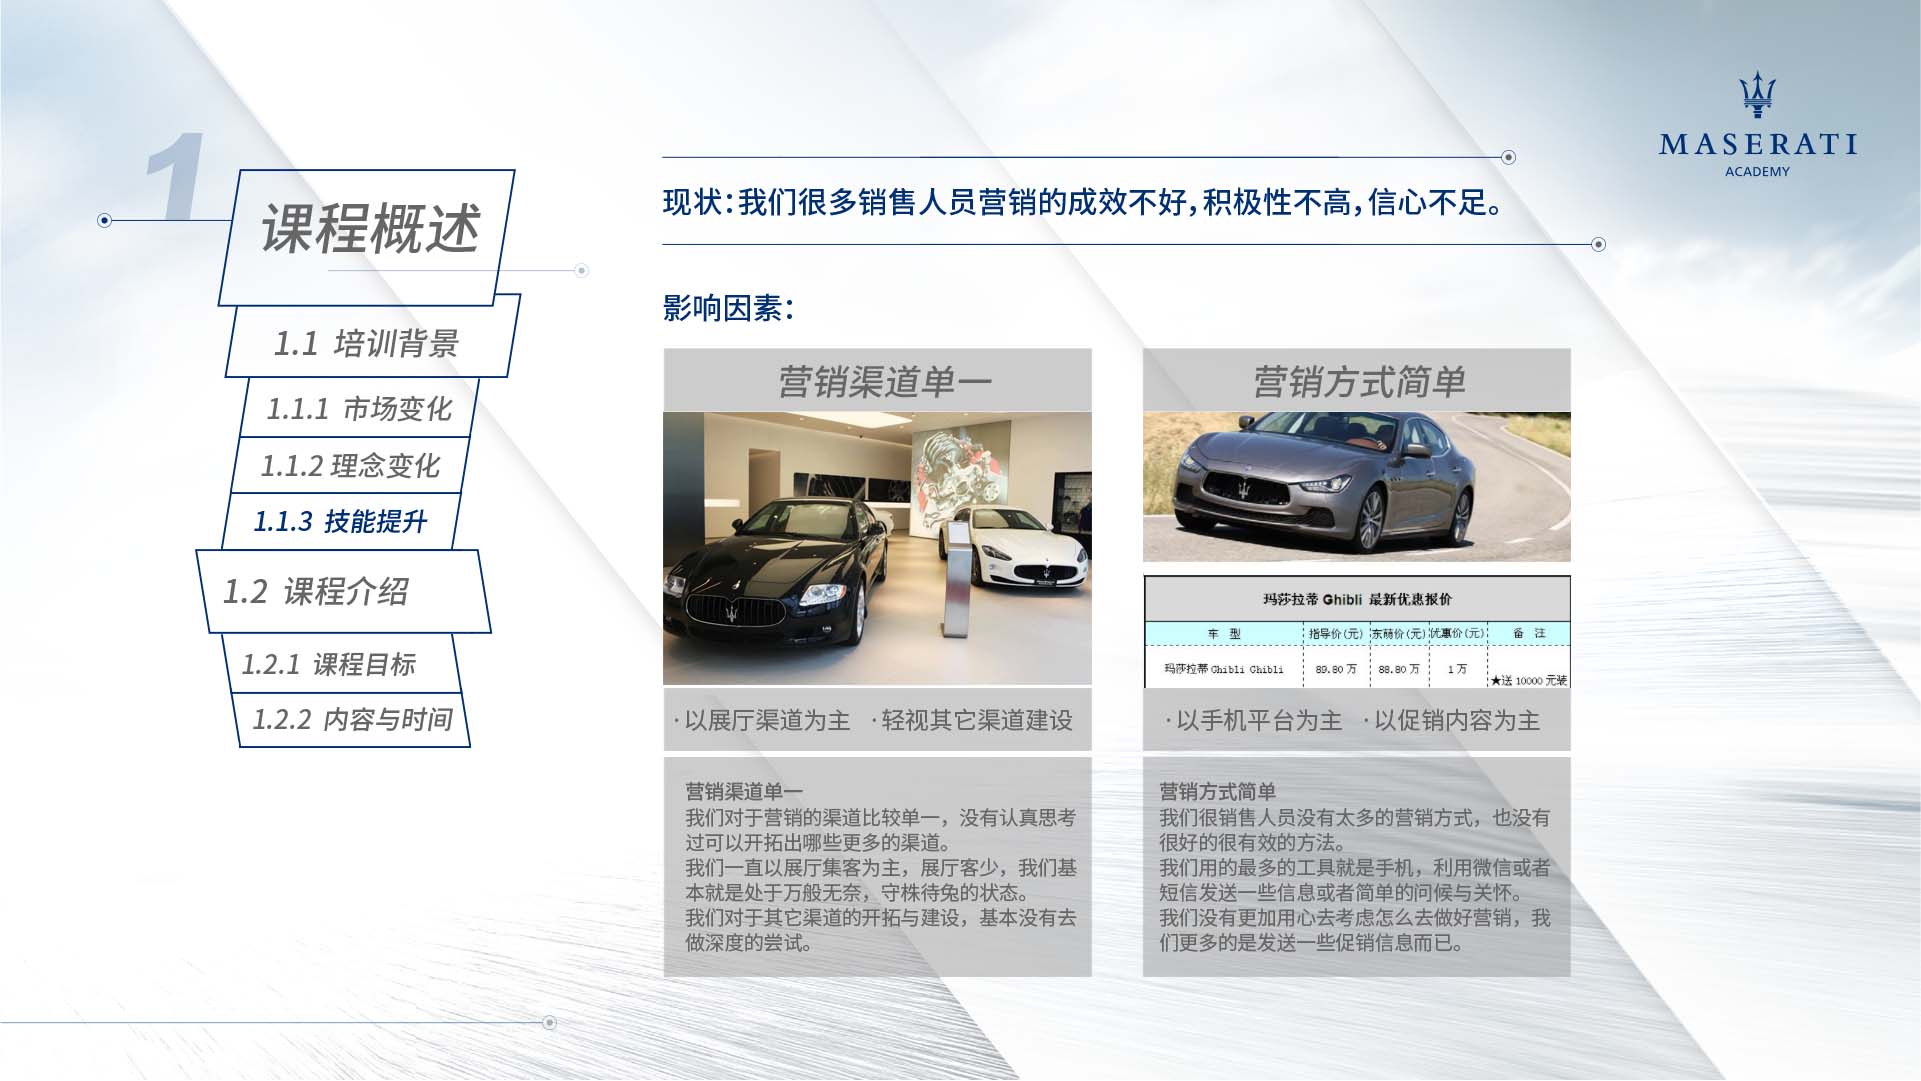 MASERATI
ACADEMY
1
课程概述
1.1 培训背景
1.1.1 市场变化
1.1.2 理念变化
1.1.3 技能提升
1.2 课程介绍
1.2.1 课程目标
1.2.2 内容与时间
现状：我们很多销售人员营销的成效不好，积极性不高，信心不足。
影响因素：
营销渠道单一
·以展厅渠道为主 ·轻视其它渠道建设
营销渠道单一
我们对于营销的渠道比较单一，没有认真思考
过可以开拓出哪些更多的渠道。
我们一直以展厅集客为主，展厅客少，我们基
本就是处于万般无奈，守株待兔的状态。
我们对于其它渠道的开拓与建设，基本没有去
做深度的尝试。
营销方式简单
玛莎拉蒂 Ghibli 最新优惠报价
车 型 指导价(元) 东荫价(元) 优惠价(元) 备 注
玛莎拉蒂 Ghibli Ghibli 89.80 万 88.80 万 1 万
★送 10000 元装
·以手机平台为主 ·以促销内容为主
营销方式简单
我们很销售人员没有太多的营销方式，也没有
很好的很有效的方法。
我们用的最多的工具就是手机，利用微信或者
短信发送一些信息或者简单的问候与关怀。
我们没有更加用心去考虑怎么去做好营销，我
们更多的是发送一些促销信息而已。